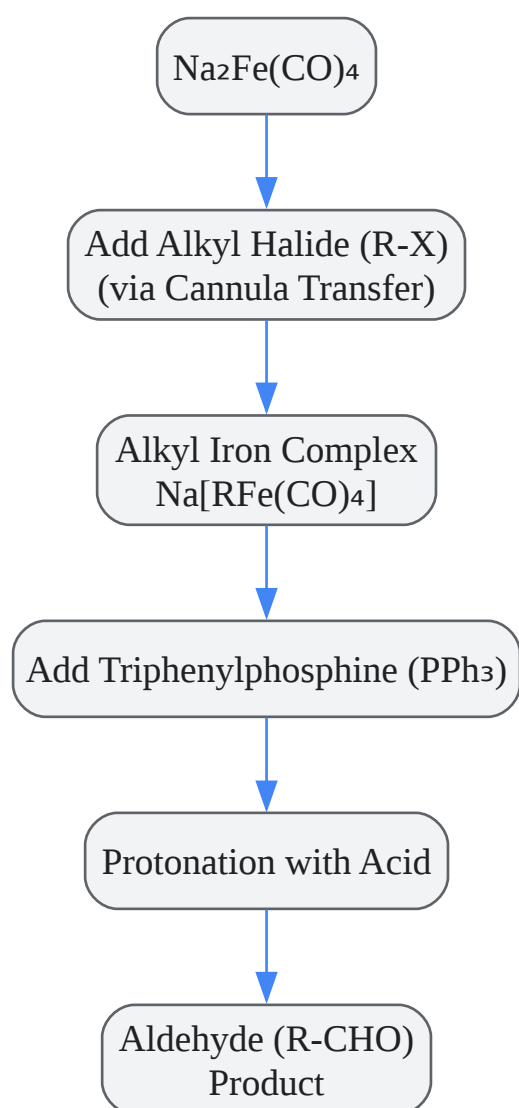 Na₂Fe(CO)₄
Add Alkyl Halide (R-X)
(via Cannula Transfer)
Alkyl Iron Complex
Na[RFe(CO)₄]
Add Triphenylphosphine (PPh₃)
Protonation with Acid
Aldehyde (R-CHO)
Product